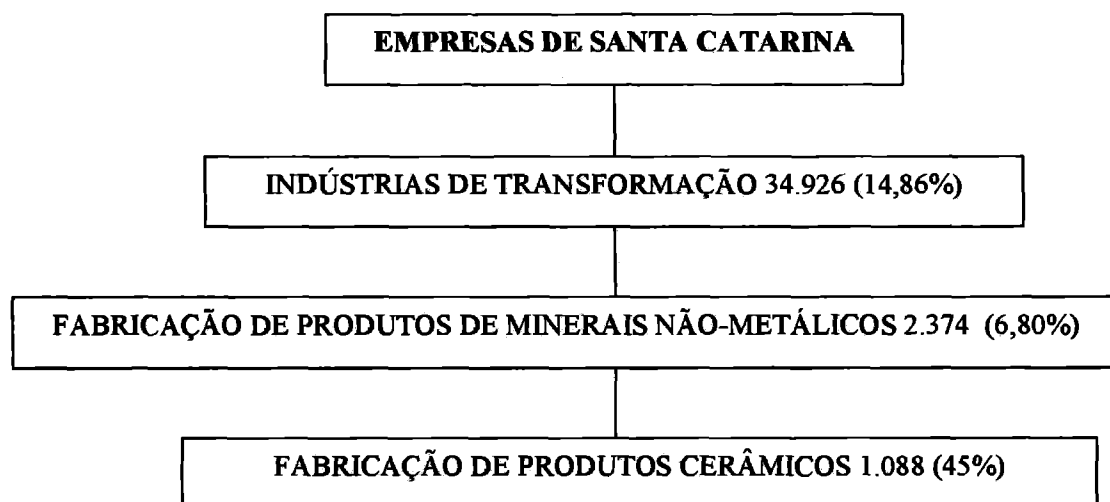 EMPRESAS DE SANTA CATARINA
INDÚSTRIAS DE TRANSFORMAÇÃO 34.926 (14,86%)
FABRICAÇÃO DE PRODUTOS DE MINERAIS NÃO-METÁLICOS 2.374 (6,80%)
FABRICAÇÃO DE PRODUTOS CERÂMICOS 1.088 (45%)